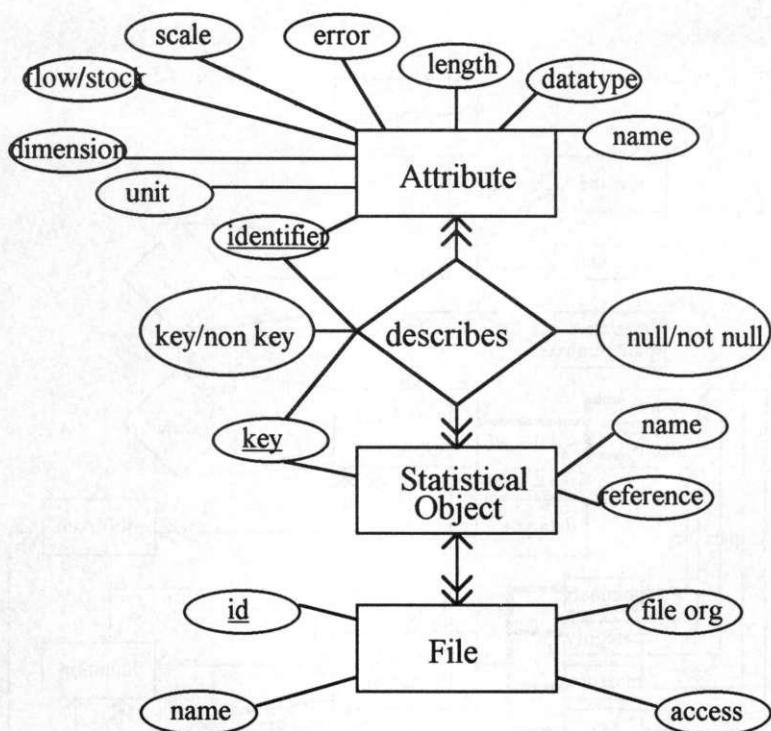 scale
error
length
flow/stock
datatype
dimension
name
unit
Attribute
identifier
key/non key
describes
null/not null
key
name
Statistical
Object
reference
id
file org
File
name
access